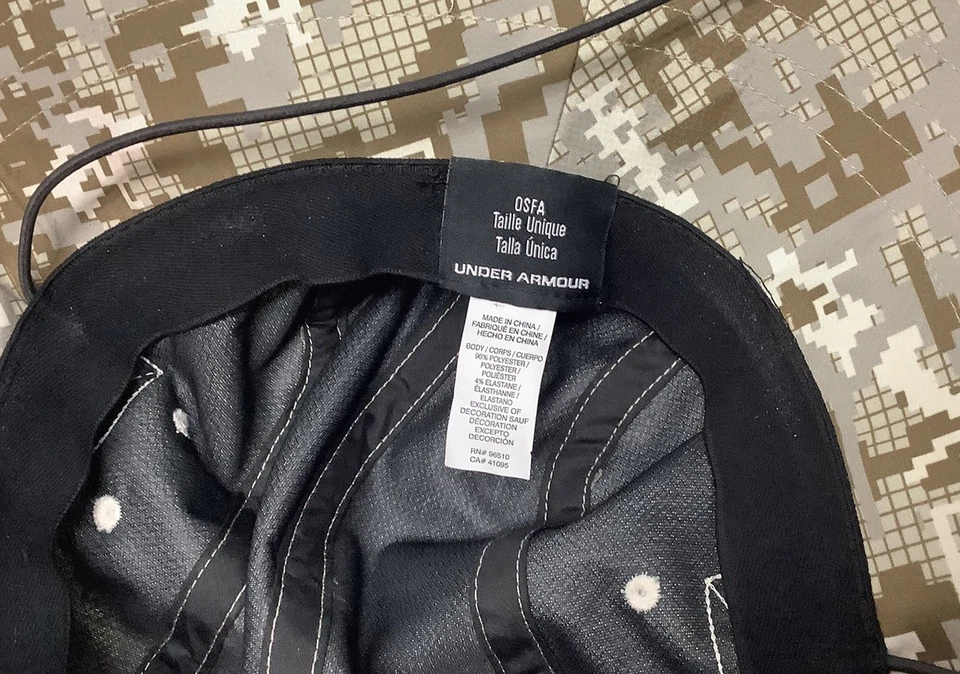 OSFA
Taille Unique
Talla Única
UNDER ARMOUR
MADE IN CHINA /
FABRIQUÉ EN CHINE /
HECHO EN CHINA
BODY / CORPS / CUERPO
96% POLYESTER /
POLYESTER /
POLIÉSTER
4% ELASTANE /
ÉLASTHANNE /
ELASTANO
EXCLUSIVE OF
DECORATION SAUF
DÉCORATION
EXCEPTO
DECORCIÓN
RN# 96510
CA# 41095